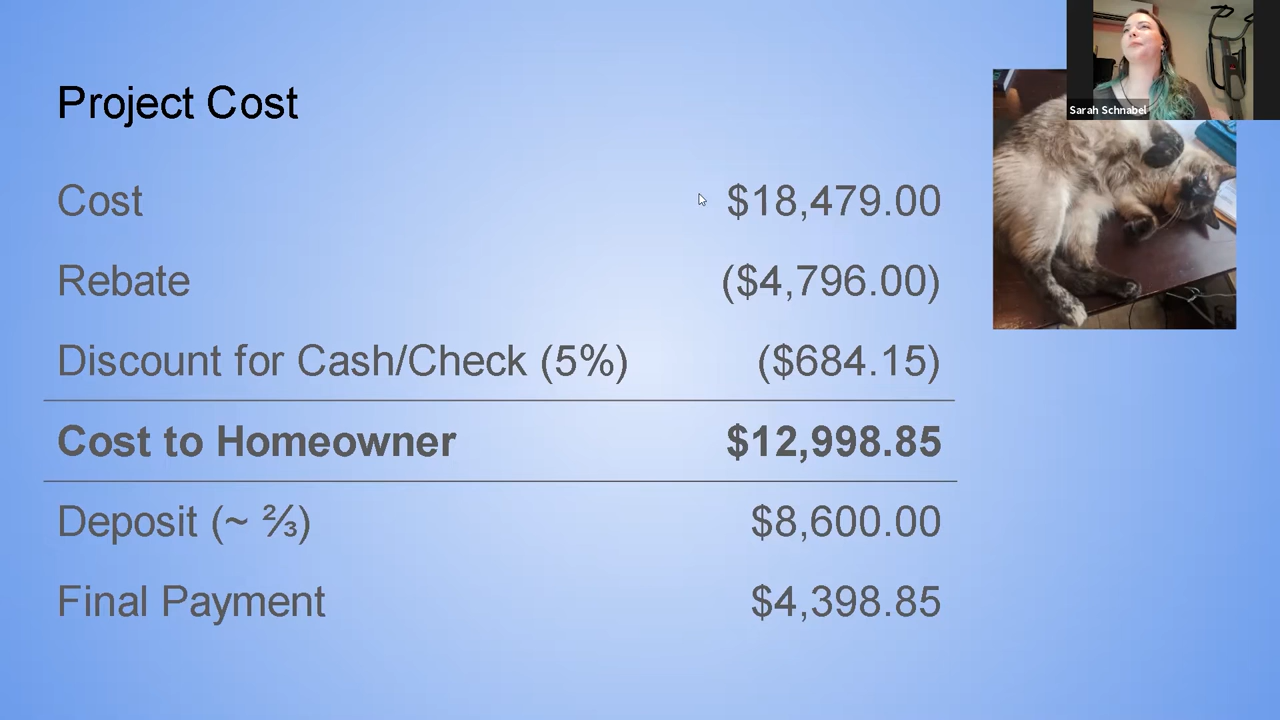 Project Cost
Cost $18,479.00
Rebate ($4,796.00)
Discount for Cash/Check (5%) ($684.15)
Cost to Homeowner $12,998.85
Deposit (~ ⅔) $8,600.00
Final Payment $4,398.85
Sarah Schnabel